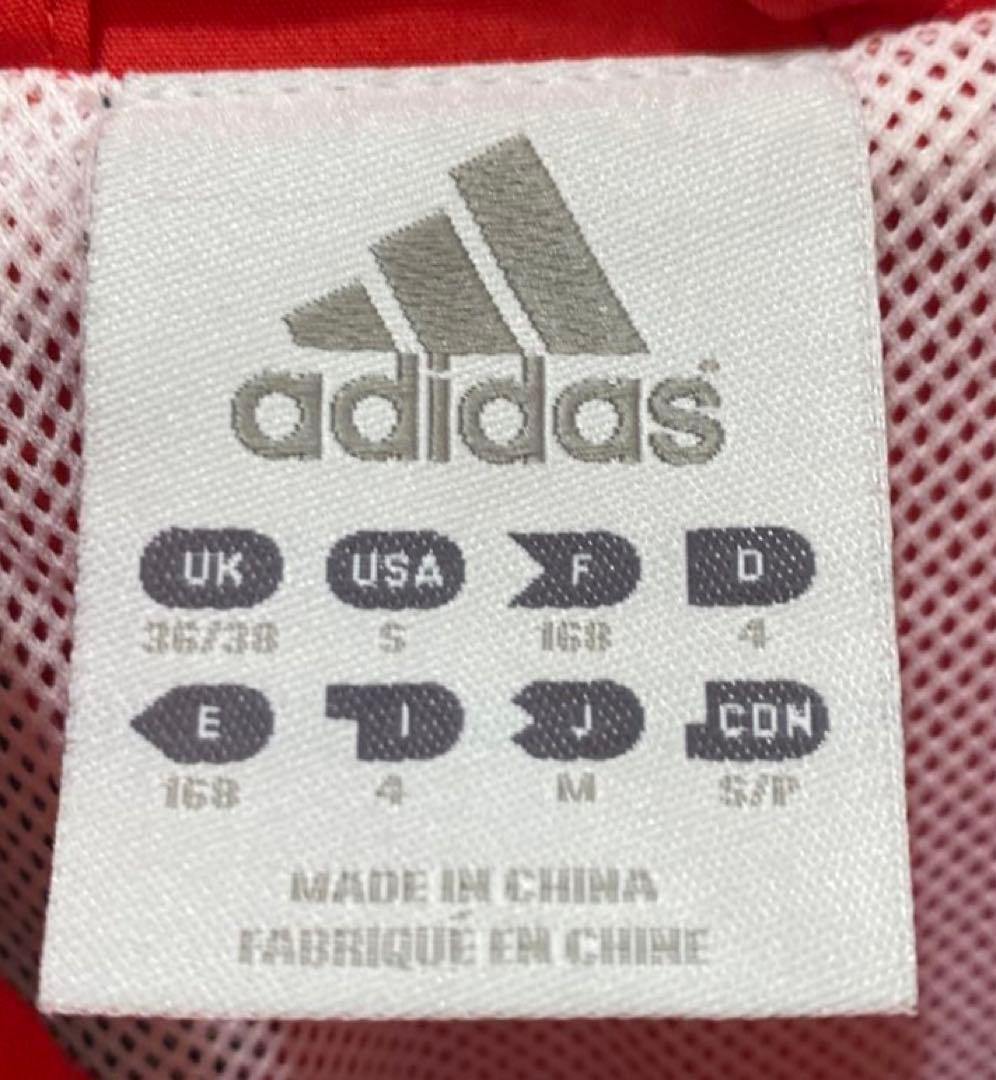 adidas
UK USA F D
36/38 S 168 4
E I J CDN
168 4 M S/P
MADE IN CHINA
FABRIQUÉ EN CHINE